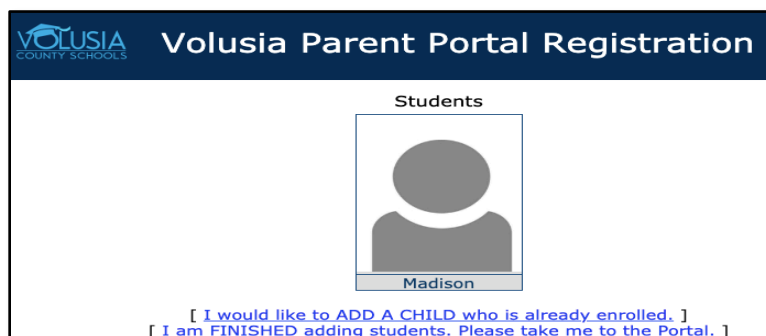 VOLUSIA
COUNTY SCHOOLS
Volusia Parent Portal Registration
Students
Madison
[ I would like to ADD A CHILD who is already enrolled. ]
[ I am FINISHED adding students. Please take me to the Portal. ]